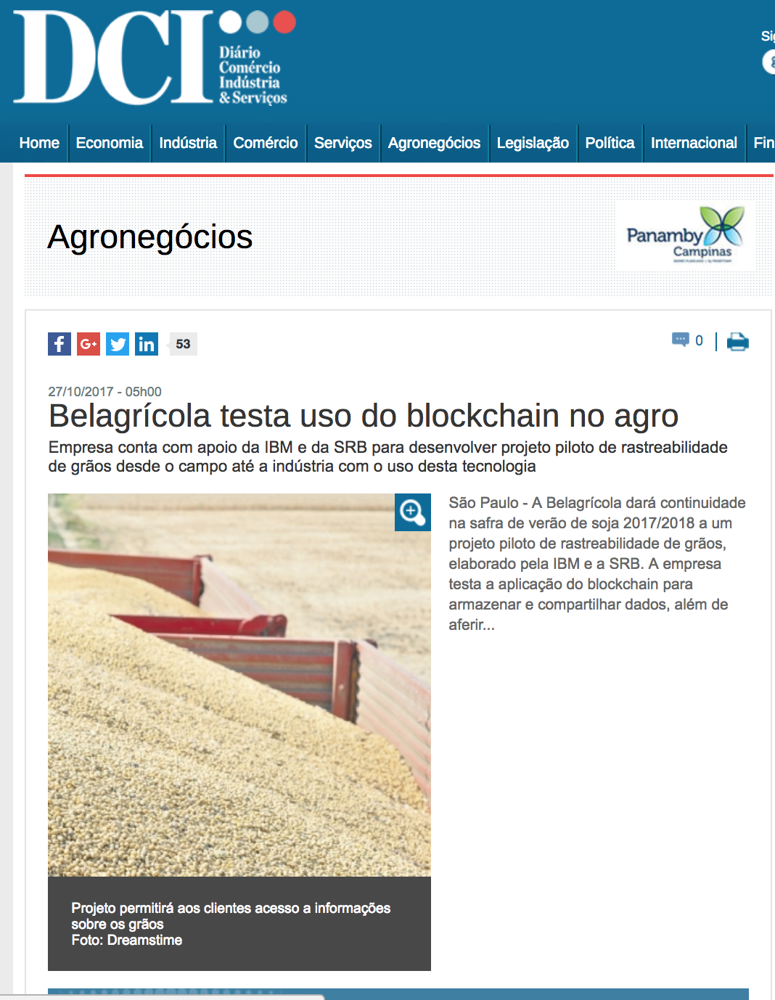 DCI
Diário
Comércio
Indústria
& Serviços
Home Economia Indústria Comércio Serviços Agronegócios Legislação Política Internacional Fin
Agronegócios
Panamby
Campinas
53
0
27/10/2017 - 05h00
Belagrícola testa uso do blockchain no agro
Empresa conta com apoio da IBM e da SRB para desenvolver projeto piloto de rastreabilidade
de grãos desde o campo até a indústria com o uso desta tecnologia
São Paulo - A Belagrícola dará continuidade
na safra de verão de soja 2017/2018 a um
projeto piloto de rastreabilidade de grãos,
elaborado pela IBM e a SRB. A empresa
testa a aplicação do blockchain para
armazenar e compartilhar dados, além de
aferir...
Projeto permitirá aos clientes acesso a informações
sobre os grãos
Foto: Dreamstime